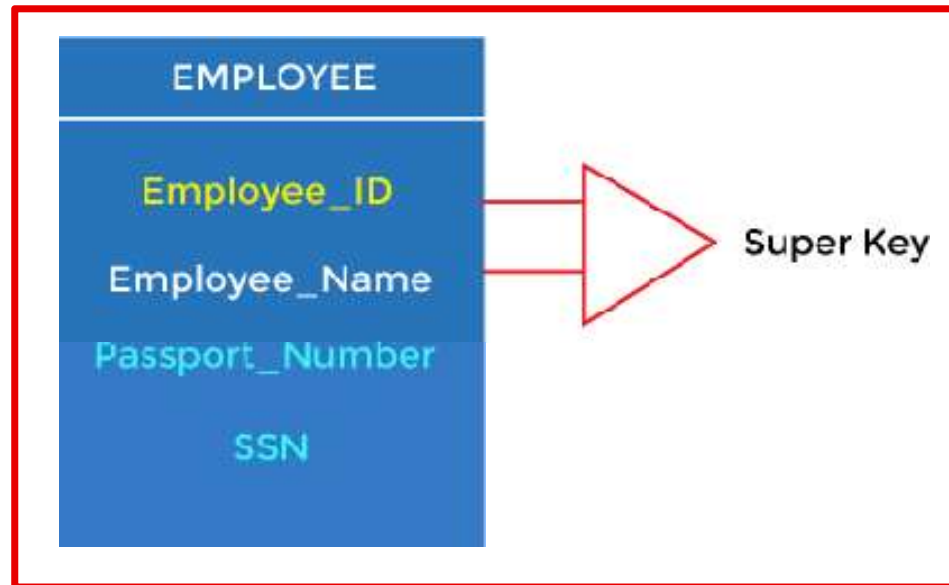 EMPLOYEE
Employee_ID
Employee_Name
Super Key
Passport_Number
SSN